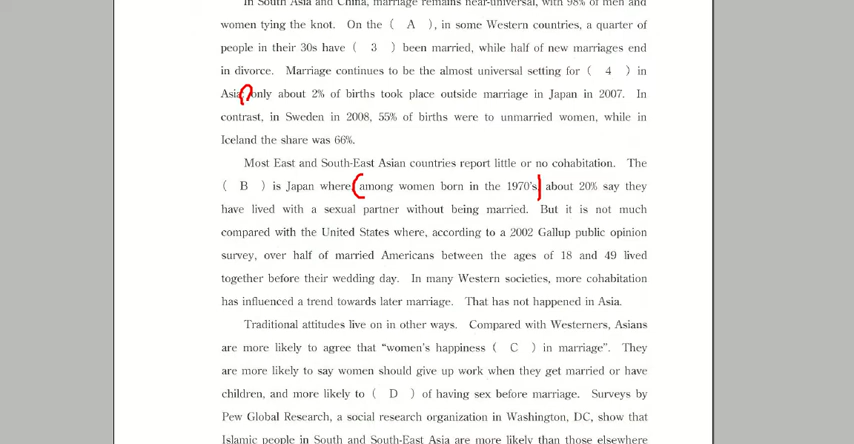 In South Asia and China, marriage remains near-universal, with 98% of men and
women tying the knot. On the ( A ), in some Western countries, a quarter of
people in their 30s have ( 3 ) been married, while half of new marriages end
in divorce. Marriage continues to be the almost universal setting for ( 4 ) in
Asia; only about 2% of births took place outside marriage in Japan in 2007. In
contrast, in Sweden in 2008, 55% of births were to unmarried women, while in
Iceland the share was 66%.
Most East and South-East Asian countries report little or no cohabitation. The
( B ) is Japan where, among women born in the 1970's, about 20% say they
have lived with a sexual partner without being married. But it is not much
compared with the United States where, according to a 2002 Gallup public opinion
survey, over half of married Americans between the ages of 18 and 49 lived
together before their wedding day. In many Western societies, more cohabitation
has influenced a trend towards later marriage. That has not happened in Asia.
Traditional attitudes live on in other ways. Compared with Westerners, Asians
are more likely to agree that “women's happiness ( C ) in marriage”. They
are more likely to say women should give up work when they get married or have
children, and more likely to ( D ) of having sex before marriage. Surveys by
Pew Global Research, a social research organization in Washington, DC, show that
Islamic people in South and South-East Asia are more likely than those elsewhere